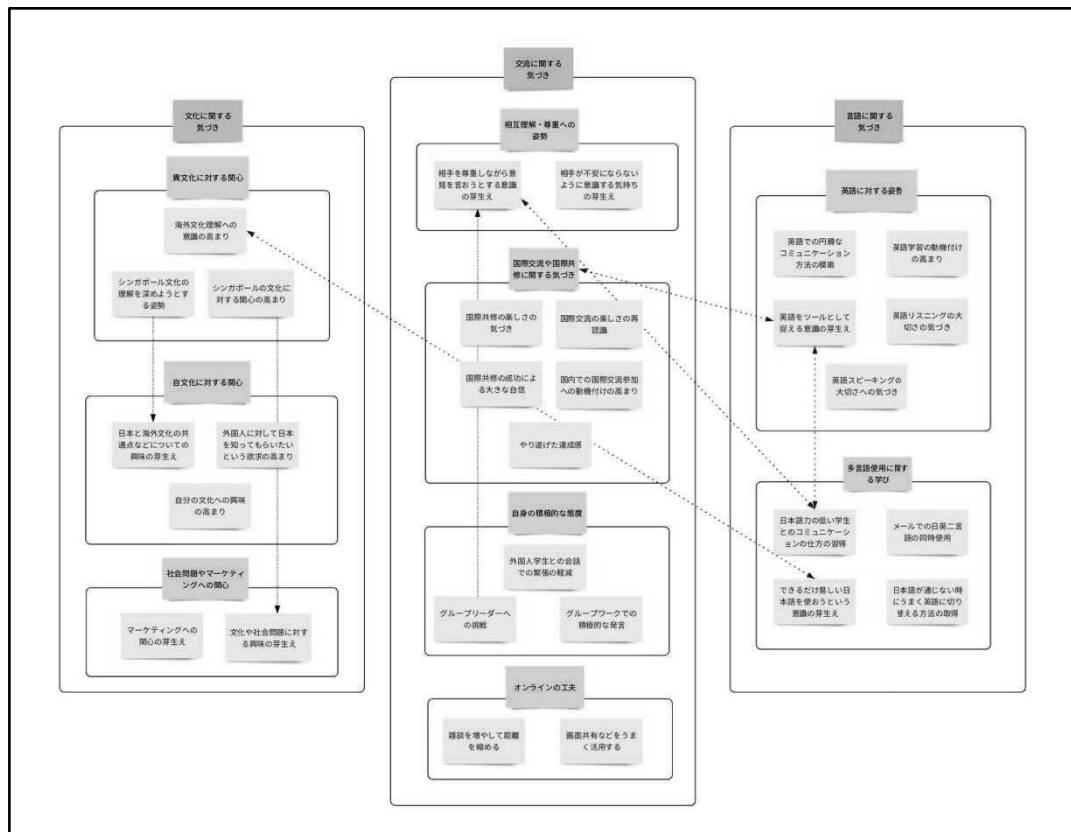 文化に関する
気づき
異文化に対する関心
海外文化理解への
意識の高まり
シンガポール文化の
理解を深めようとす
る姿勢
シンガポールの文化に
対する関心の高まり
自文化に対する関心
日本と海外文化の共
通点などについての
興味の芽生え
外国人に対して日本
を知ってもらいたい
という欲求の高まり
自分の文化への興味
の高まり
社会問題やマーケティ
ングへの関心
マーケティングへの
関心の芽生え
文化や社会問題に対す
る興味の芽生え
交流に関する
気づき
相互理解・尊重への
姿勢
相手を尊重しながら意
見を言おうとする意識
の芽生え
相手が不安にならない
ように意識する気持ち
の芽生え
国際交流や国際共
修に関する気づき
国際共修の楽しさの
気づき
国際交流の楽しさの再
認識
国際共修の成功によ
る大きな自信
国内での国際交流参加
への動機付けの高まり
やり遂げた達成感
自身の積極的な態度
外国人学生との会話
での緊張の軽減
グループリーダーへ
の挑戦
グループワークでの
積極的な発言
オンラインの工夫
雑談を増やして距離
を縮める
画面共有などをうま
く活用する
言語に関する
気づき
英語に対する姿勢
英語での円滑な
コミュニケーション
方法の模索
英語学習の動機付け
の高まり
英語をツールとして
捉える意識の芽生え
英語リスニングの大
切さの気づき
英語スピーキングの
大切さへの気づき
多言語使用に関す
る学び
日本語力の低い学生
とのコミュニケー
ションの仕方の習得
メールでの日英二言
語の同時使用
できるだけ易しい日
本語を使おうという
意識の芽生え
日本語が通じない時
にうまく英語に切り
替える方法の取得